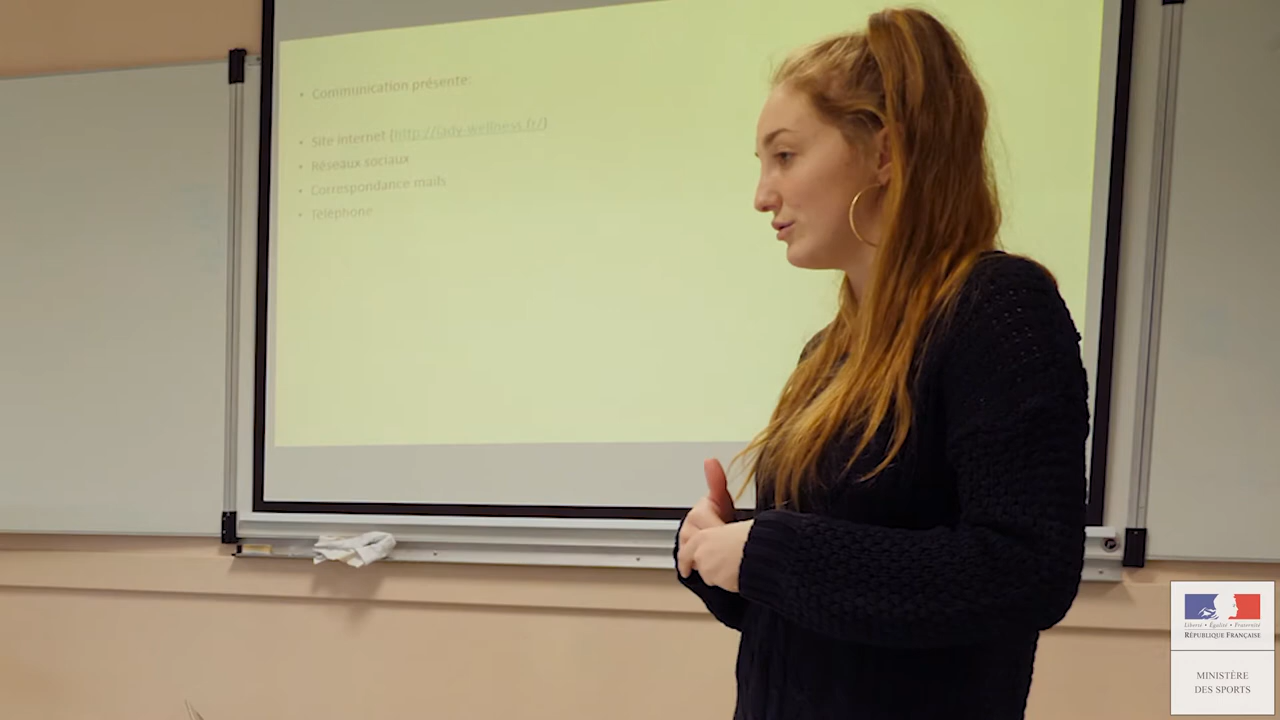 • Communication présente:
• Site internet (http://lady-wellness.fr/)
• Réseaux sociaux
• Correspondance mails
• Téléphone
Liberté • Égalité • Fraternité
RÉPUBLIQUE FRANÇAISE
MINISTÈRE
DES SPORTS